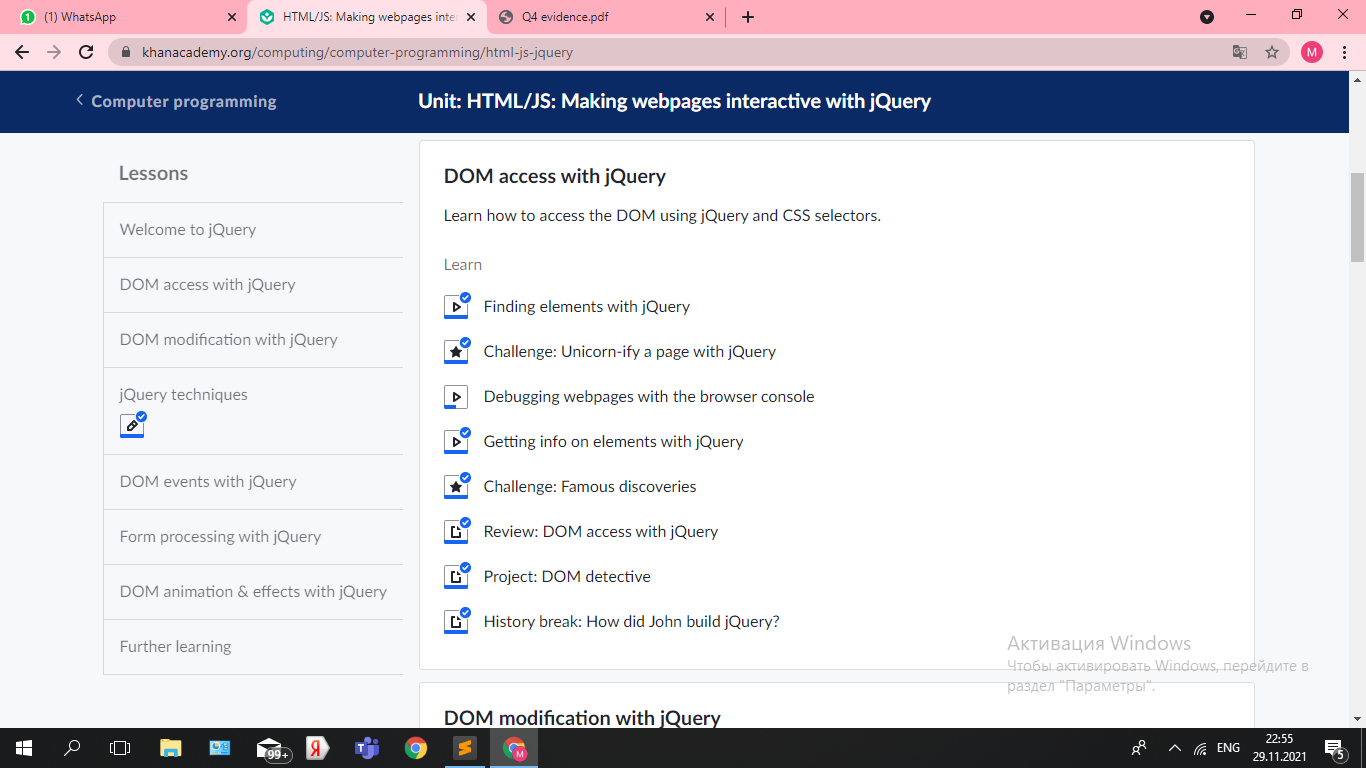 (1) WhatsApp
HTML/JS: Making webpages inte
Q4 evidence.pdf
khanacademy.org/computing/computer-programming/html-js-jquery
M
Computer programming
Unit: HTML/JS: Making webpages interactive with jQuery
Lessons
Welcome to jQuery
DOM access with jQuery
DOM modification with jQuery
jQuery techniques
DOM events with jQuery
Form processing with jQuery
DOM animation & effects with jQuery
Further learning
DOM access with jQuery
Learn how to access the DOM using jQuery and CSS selectors.
Learn
Finding elements with jQuery
Challenge: Unicorn-ify a page with jQuery
Debugging webpages with the browser console
Getting info on elements with jQuery
Challenge: Famous discoveries
Review: DOM access with jQuery
Project: DOM detective
History break: How did John build jQuery?
DOM modification with jQuery
Активация Windows
Чтобы активировать Windows, перейдите в
раздел "Параметры".
99+
Я
M
ENG
22:55
29.11.2021
5